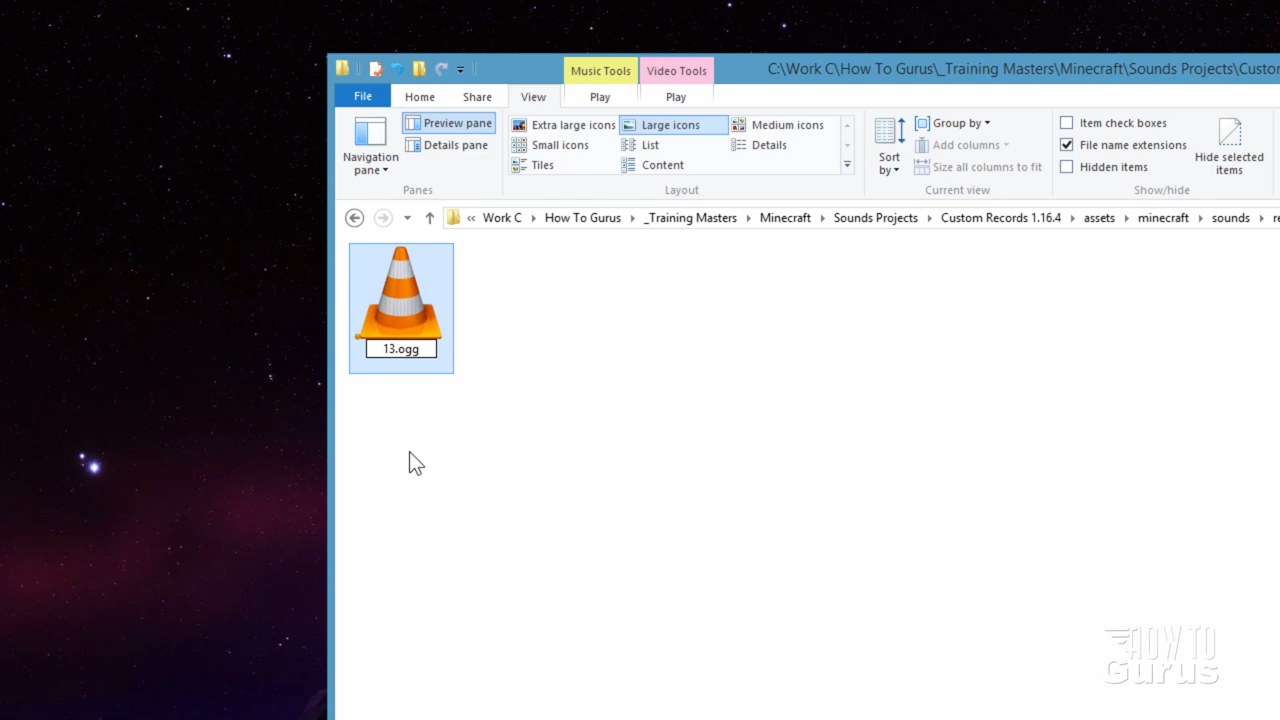 Music Tools
Video Tools
C:\Work C\How To Gurus\_Training Masters\Minecraft\Sounds Projects\Custon
File
Home
Share
View
Play
Play
Navigation
pane
Preview pane
Details pane
Panes
Extra large icons
Large icons
Medium icons
Small icons
List
Details
Tiles
Content
Layout
Sort
by
Group by
Add columns
Size all columns to fit
Current view
Item check boxes
File name extensions
Hidden items
Hide selected
items
Show/hide
« Work C How To Gurus _Training Masters Minecraft Sounds Projects Custom Records 1.16.4 assets minecraft sounds re
13.ogg
HOW TO
Gurus